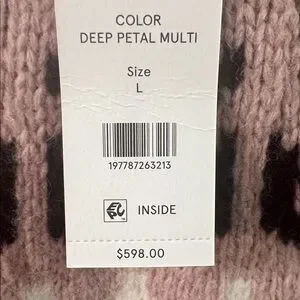 COLOR
DEEP PETAL MULTI
Size
L
197787263213
INSIDE
$598.00